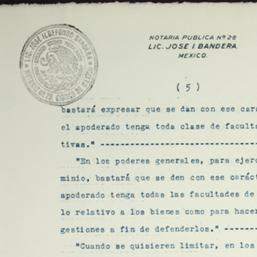 NOTARIA PUBLICA Nº 28
LIC. JOSE I. BANDERA.
MEXICO.
( 5 )
bastará expresar que se dan con ese cará
el apoderado tenga toda clase de facultad
tivas." ----------
"En los poderes generales, para ejerc
minio, bastará que se den con ese caráct
apoderado tenga todas las facultades de
lo relativo a los bienes como para hacer
gestiones a fin de defenderlos." ------
"Cuando se quisieren limitar, en los